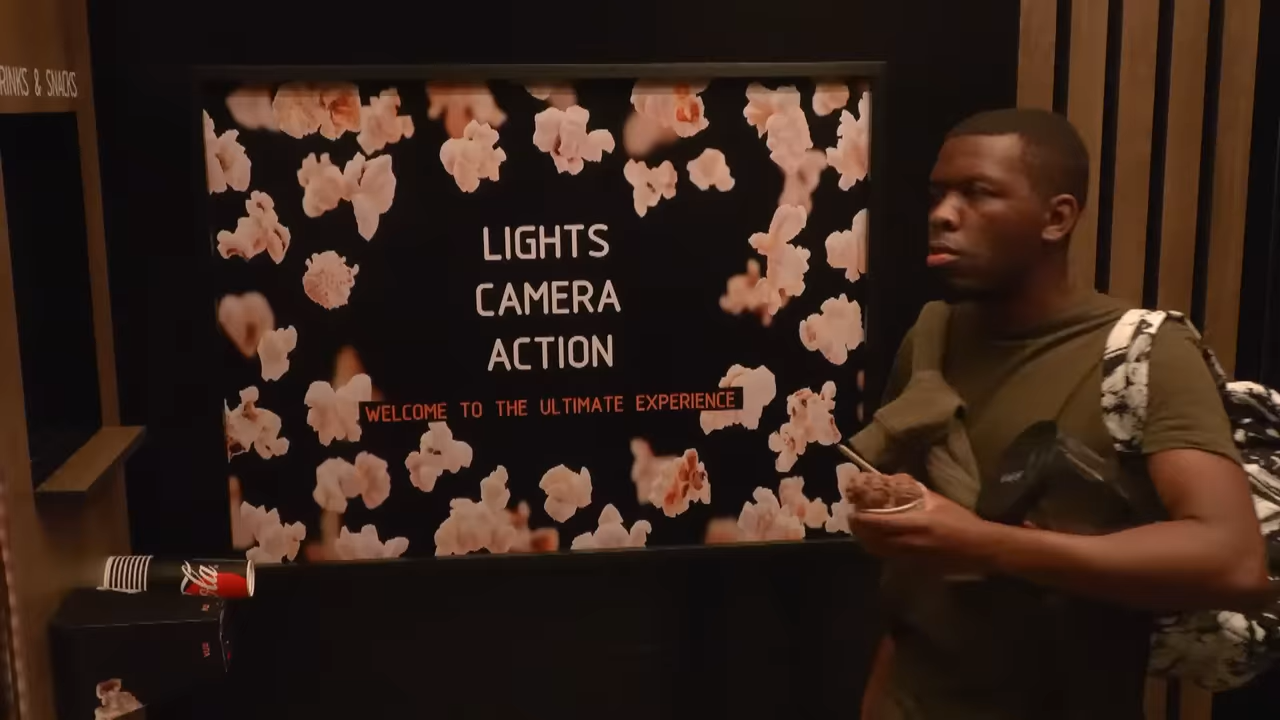 RINKS & SNACKS
LIGHTS
CAMERA
ACTION
WELCOME TO THE ULTIMATE EXPERIENCE